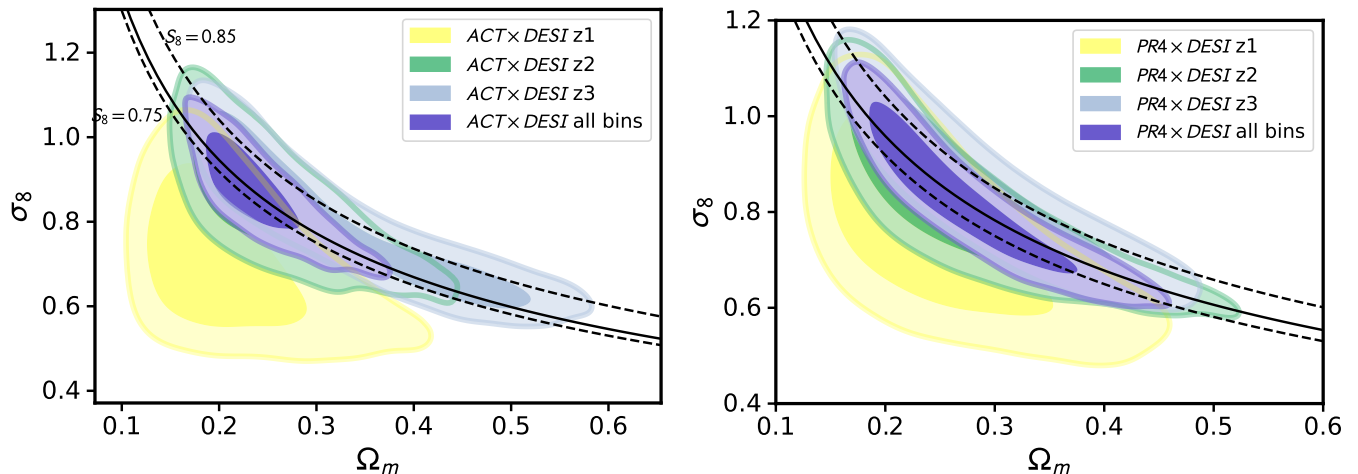 S₈ = 0.85
S₈ = 0.75
ACT × DESI z1
ACT × DESI z2
ACT × DESI z3
ACT × DESI all bins
1.2
1.0
0.8
0.6
0.4
σ₈
0.1 0.2 0.3 0.4 0.5 0.6
Ωₘ
PR4 × DESI z1
PR4 × DESI z2
PR4 × DESI z3
PR4 × DESI all bins
1.2
1.0
0.8
0.6
0.4
σ₈
0.1 0.2 0.3 0.4 0.5 0.6
Ωₘ